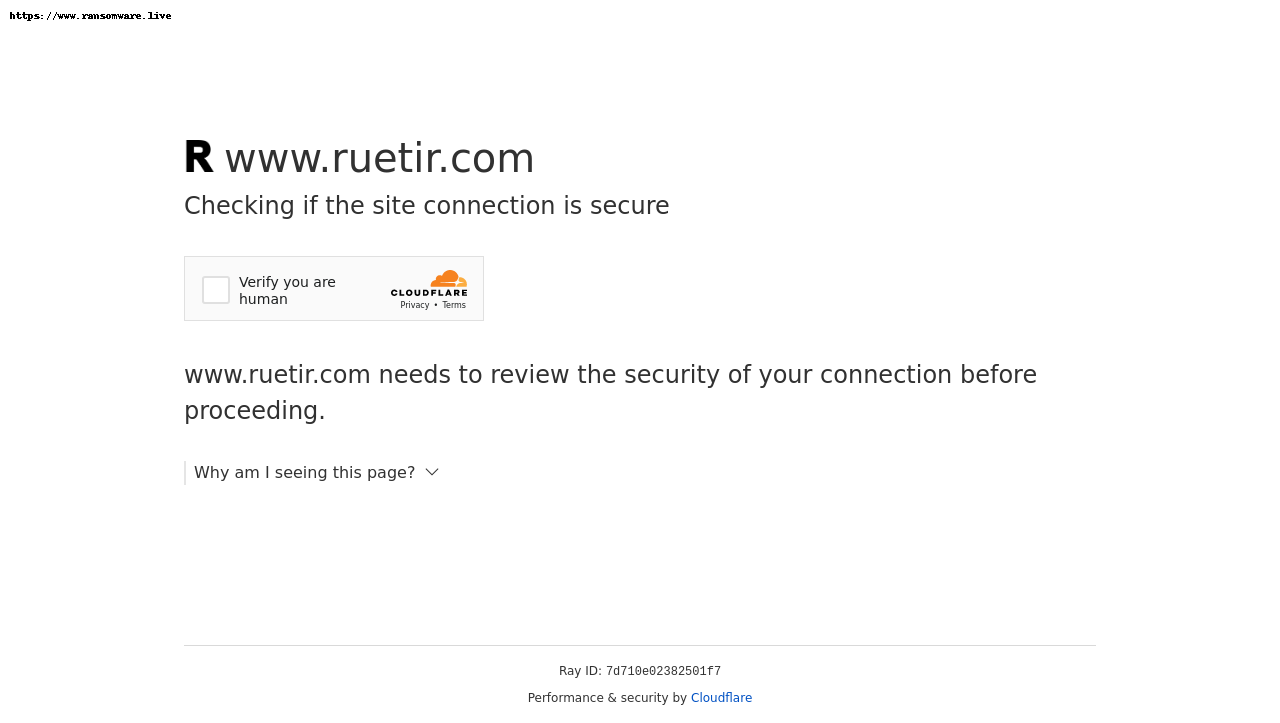 https://www.ransomware.live
R www.ruetir.com
Checking if the site connection is secure
Verify you are
human
CLOUDFLARE
Privacy • Terms
www.ruetir.com needs to review the security of your connection before
proceeding.
Why am I seeing this page?
Ray ID: 7d710e02382501f7
Performance & security by Cloudflare